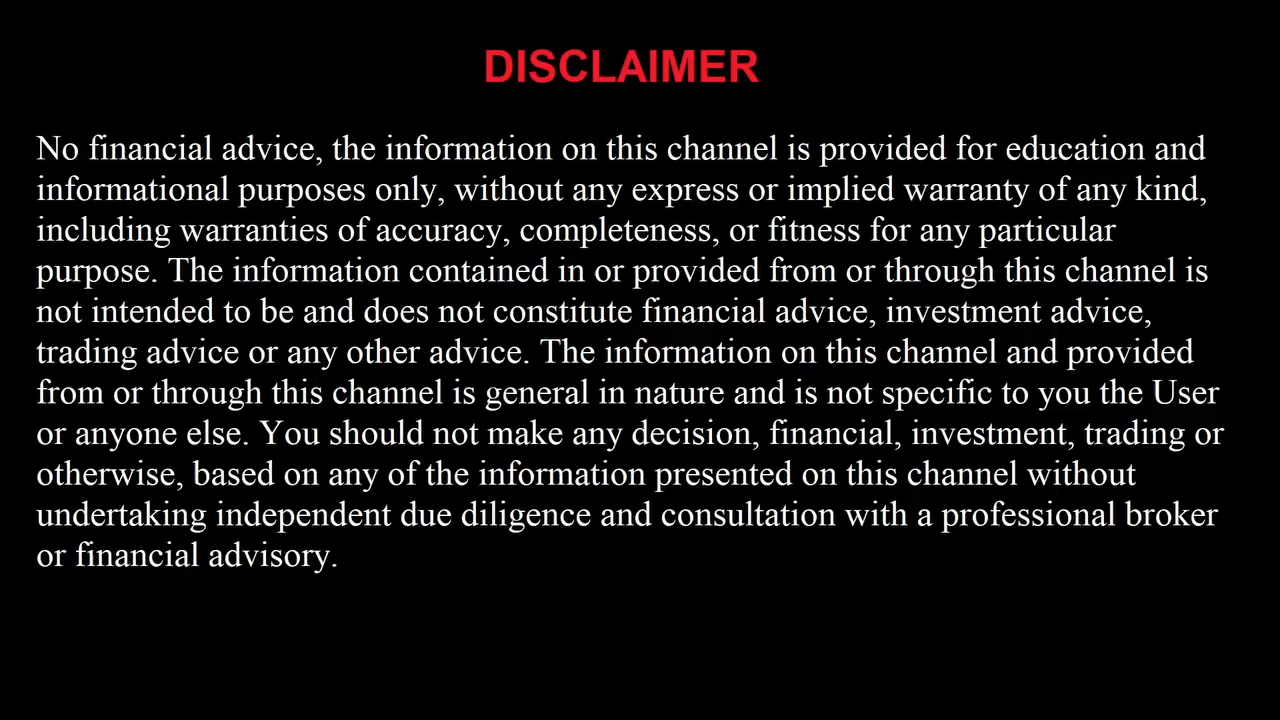 DISCLAIMER
No financial advice, the information on this channel is provided for education and
informational purposes only, without any express or implied warranty of any kind,
including warranties of accuracy, completeness, or fitness for any particular
purpose. The information contained in or provided from or through this channel is
not intended to be and does not constitute financial advice, investment advice,
trading advice or any other advice. The information on this channel and provided
from or through this channel is general in nature and is not specific to you the User
or anyone else. You should not make any decision, financial, investment, trading or
otherwise, based on any of the information presented on this channel without
undertaking independent due diligence and consultation with a professional broker
or financial advisory.